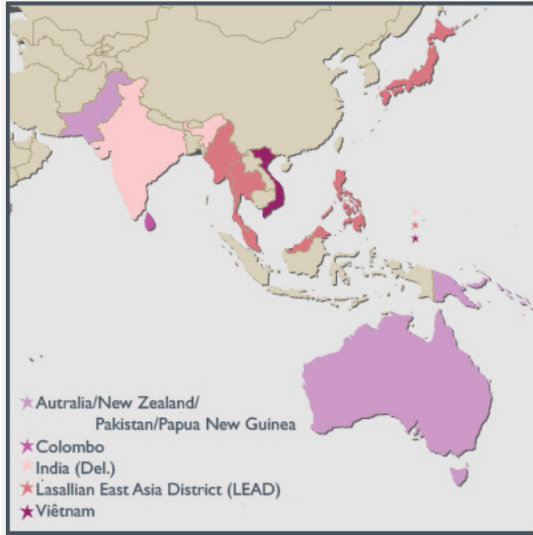 Autralia/New Zealand/
Pakistan/Papua New Guinea
Colombo
India (Del.)
Lasallian East Asia District (LEAD)
Viêtnam